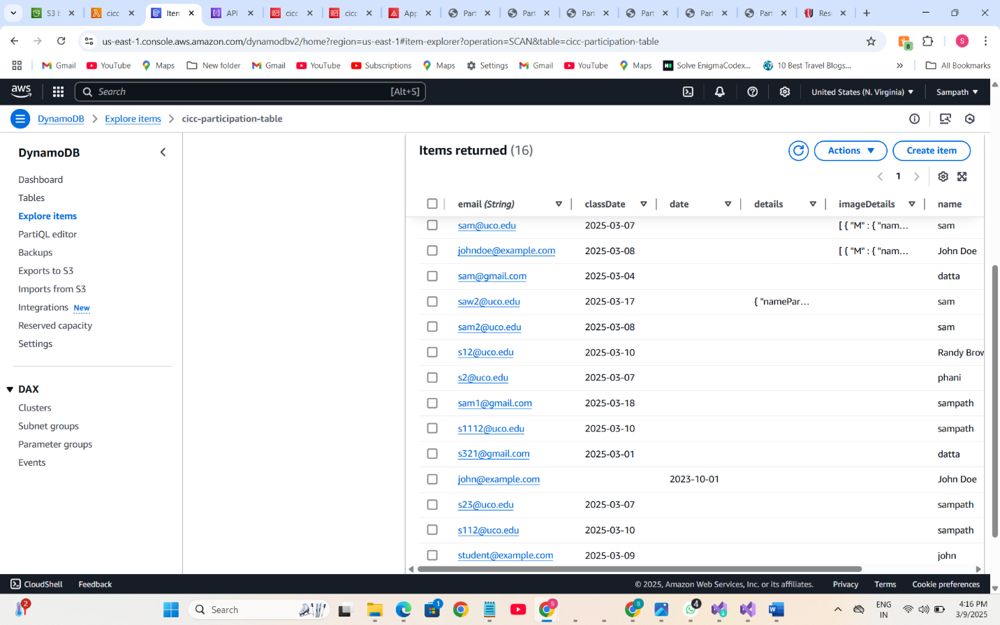 S3 b
cicc
Iten
API
cicc
cicc
App
Part
Part
Part
Part
Part
Part
Resu
us-east-1.console.aws.amazon.com/dynamodbv2/home?region=us-east-1#item-explorer?operation=SCAN&table=cicc-participation-table
8
S
Gmail
YouTube
Maps
New folder
Gmail
YouTube
Subscriptions
Maps
Settings
Gmail
YouTube
Maps
Solve EnigmaCodex...
10 Best Travel Blogs...
All Bookmarks
aws
Search
[Alt+S]
United States (N. Virginia)
Sampath
DynamoDB
Explore items
cicc-participation-table
DynamoDB
Dashboard
Tables
Explore items
PartiQL editor
Backups
Exports to S3
Imports from S3
Integrations New
Reserved capacity
Settings
DAX
Clusters
Subnet groups
Parameter groups
Events
Items returned (16)
Actions
Create item
1
email (String) classDate date details imageDetails name
sam@uco.edu 2025-03-07 [ { "M" : { "nam... sam
johndoe@example.com 2025-03-08 [ { "M" : { "nam... John Doe
sam@gmail.com 2025-03-04 datta
saw2@uco.edu 2025-03-17 { "namePar... sam
sam2@uco.edu 2025-03-08 sam
s12@uco.edu 2025-03-10 Randy Brow
s2@uco.edu 2025-03-07 phani
sam1@gmail.com 2025-03-18 sampath
s1112@uco.edu 2025-03-10 sampath
s321@gmail.com 2025-03-01 datta
john@example.com 2023-10-01 John Doe
s23@uco.edu 2025-03-07 sampath
s112@uco.edu 2025-03-10 sampath
student@example.com 2025-03-09 john
CloudShell
Feedback
© 2025, Amazon Web Services, Inc. or its affiliates.
Privacy
Terms
Cookie preferences
2
Search
1
S
S
4
ENG
IN
4:16 PM
3/9/2025